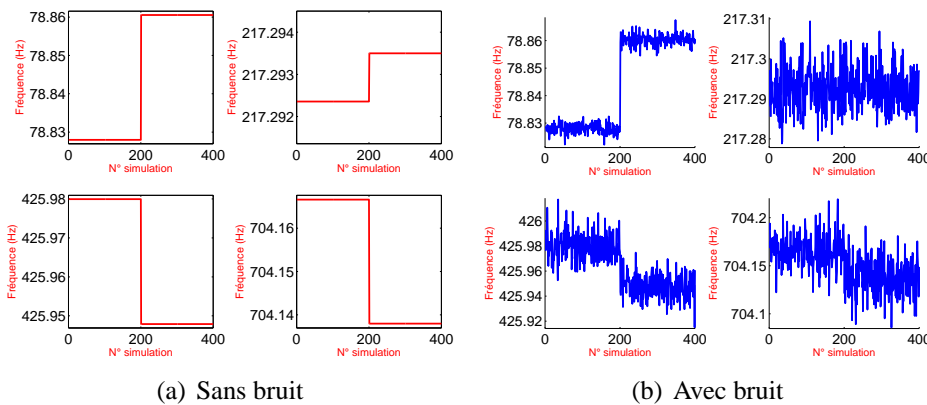 Fréquence (Hz)
78.86
78.85
78.84
78.83
0 200 400
N° simulation
Fréquence (Hz)
217.294
217.293
217.292
0 200 400
N° simulation
Fréquence (Hz)
425.98
425.97
425.96
425.95
0 200 400
N° simulation
Fréquence (Hz)
704.16
704.15
704.14
0 200 400
N° simulation
(a) Sans bruit
Fréquence (Hz)
78.86
78.85
78.84
78.83
0 200 400
N° simulation
Fréquence (Hz)
217.31
217.3
217.29
217.28
0 200 400
N° simulation
Fréquence (Hz)
426
425.98
425.96
425.94
425.92
0 200 400
N° simulation
Fréquence (Hz)
704.2
704.15
704.1
0 200 400
N° simulation
(b) Avec bruit